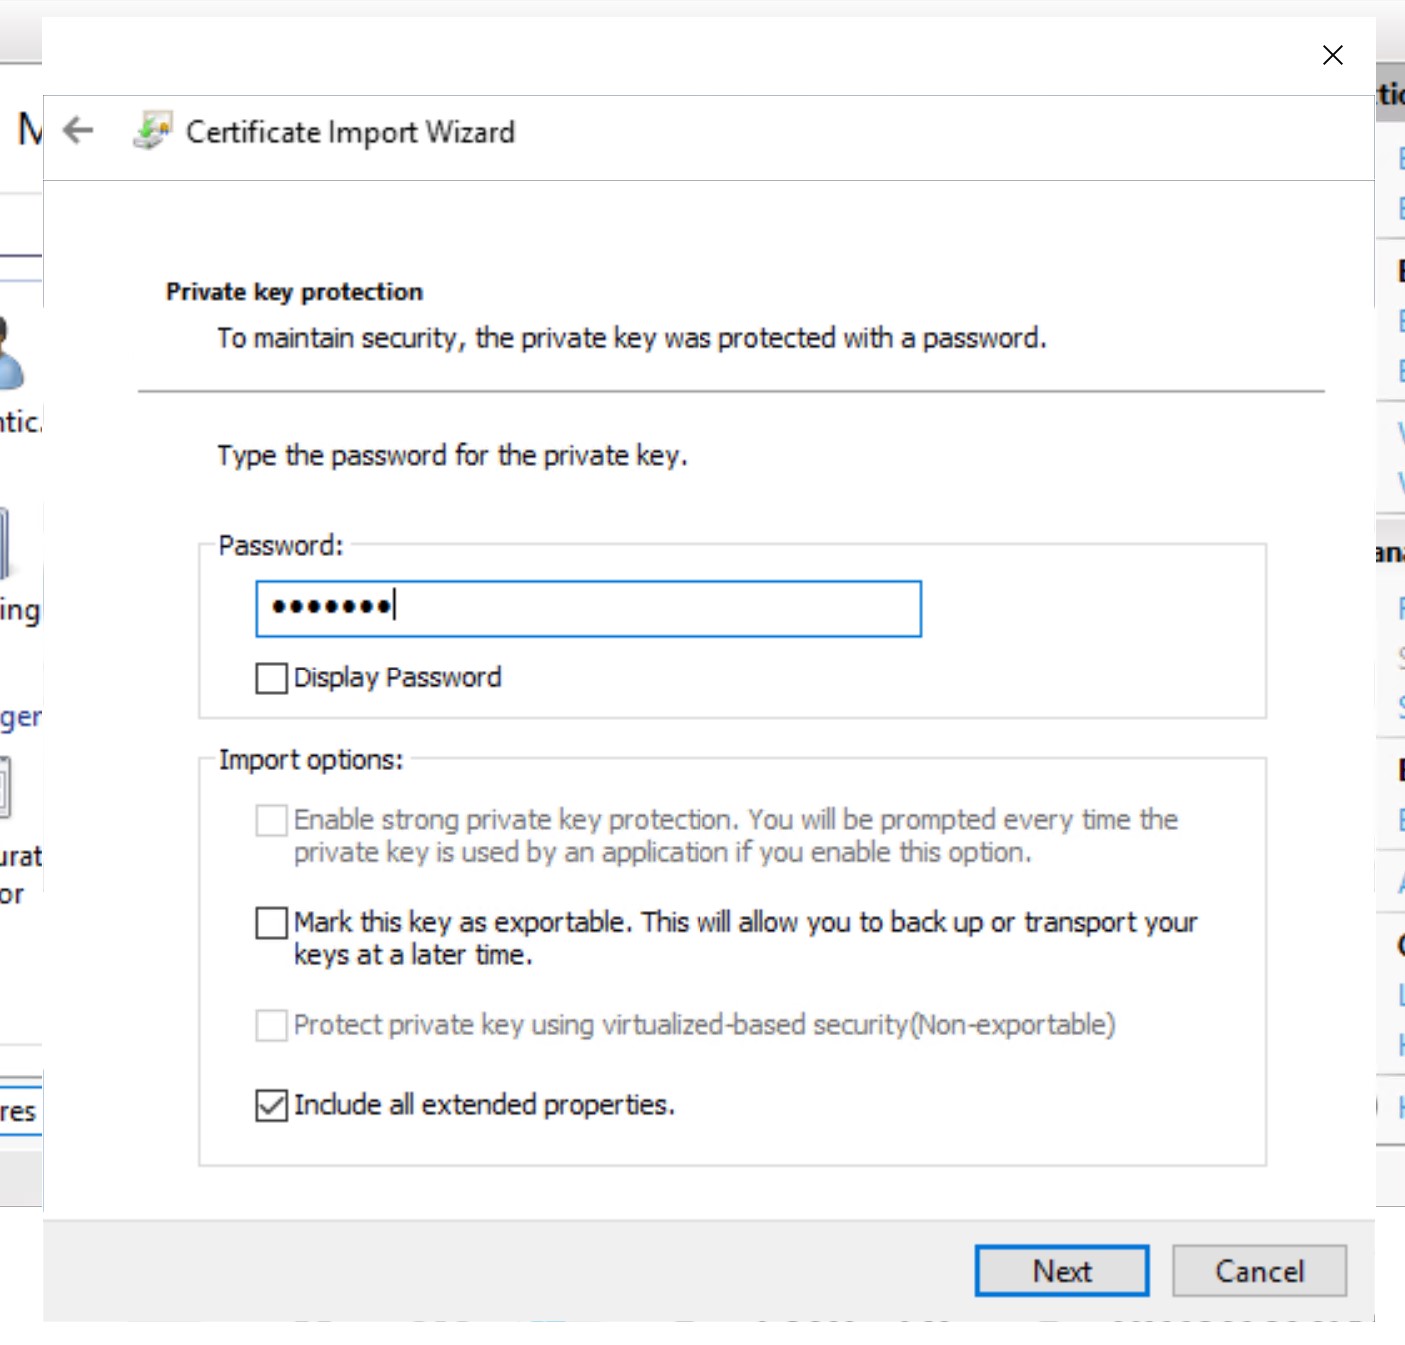 Certificate Import Wizard
Private key protection
To maintain security, the private key was protected with a password.
Type the password for the private key.
Password:
•••••••
Display Password
Import options:
Enable strong private key protection. You will be prompted every time the
private key is used by an application if you enable this option.
Mark this key as exportable. This will allow you to back up or transport your
keys at a later time.
Protect private key using virtualized-based security(Non-exportable)
Include all extended properties.
Next
Cancel